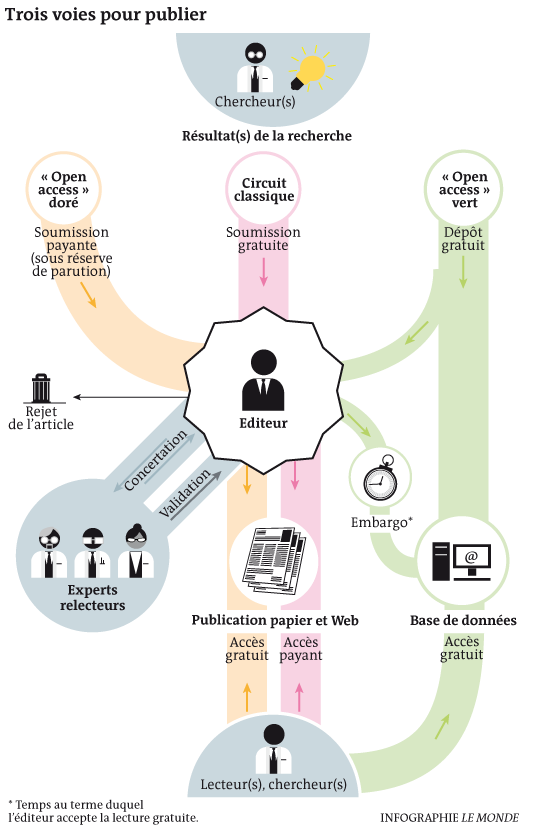 Trois voies pour publier
Chercheur(s)
Résultat(s) de la recherche
« Open
access »
doré
Circuit
classique
« Open
access »
vert
Soumission
payante
(sous réserve
de parution)
Soumission
gratuite
Dépôt
gratuit
Editeur
Rejet
de l’article
Concertation
Validation
Embargo*
@
Experts
relecteurs
Publication papier et Web
Base de données
Accès
gratuit
Accès
payant
Accès
gratuit
Lecteur(s), chercheur(s)
* Temps au terme duquel
l’éditeur accepte la lecture gratuite.
INFOGRAPHIE LE MONDE